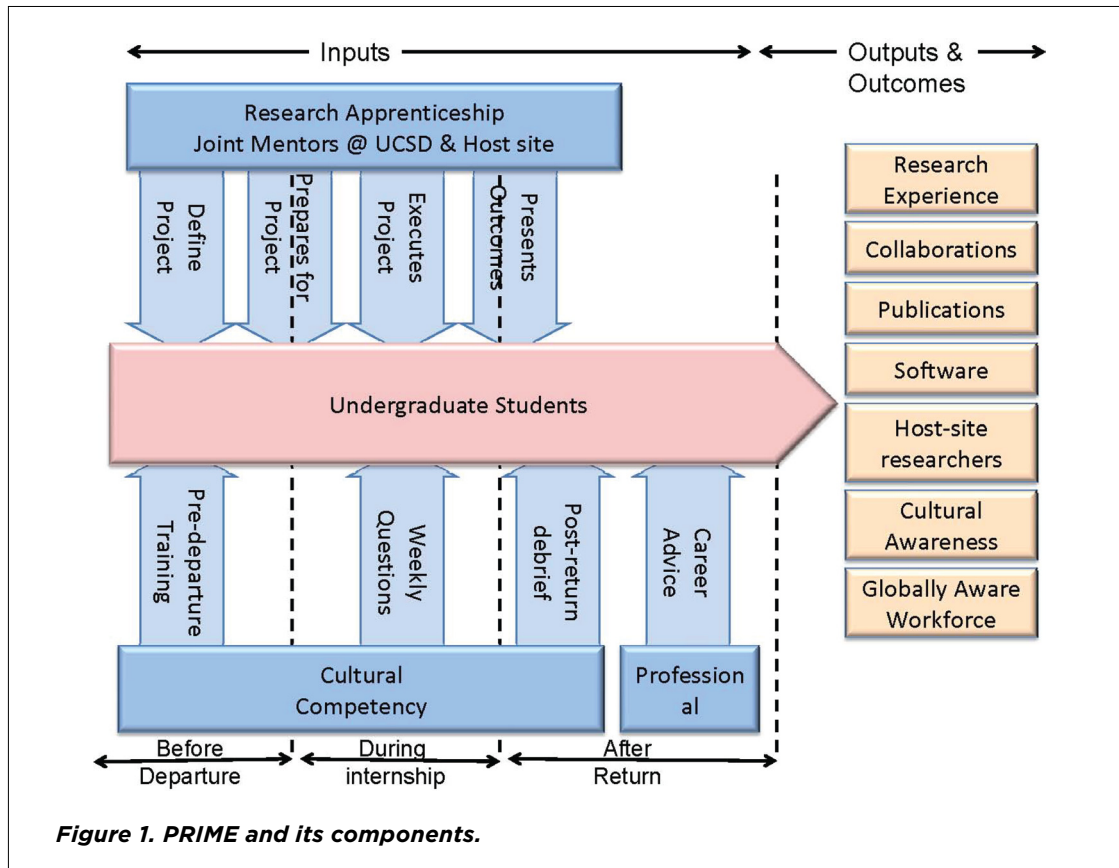 Inputs
Outputs &
Outcomes
Research Apprenticeship
Joint Mentors @ UCSD & Host site
Define
Project
Prepares for
Project
Executes
Project
Presents
Outcomes
Undergraduate Students
Pre-departure
Training
Weekly
Questions
Post-return
debrief
Career
Advice
Cultural
Competency
Profession
al
Before
Departure
During
internship
After
Return
Research
Experience
Collaborations
Publications
Software
Host-site
researchers
Cultural
Awareness
Globally Aware
Workforce
Figure 1. PRIME and its components.